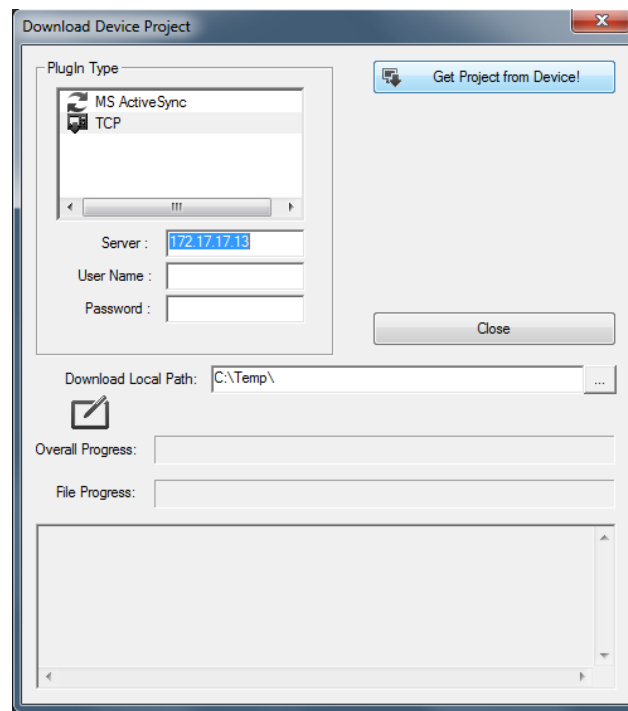 Download Device Project
PlugIn Type
MS ActiveSync
TCP
Get Project from Device!
Server :
172.17.17.13
User Name :
Password :
Close
Download Local Path:
C:\Temp\
...
Overall Progress:
File Progress: